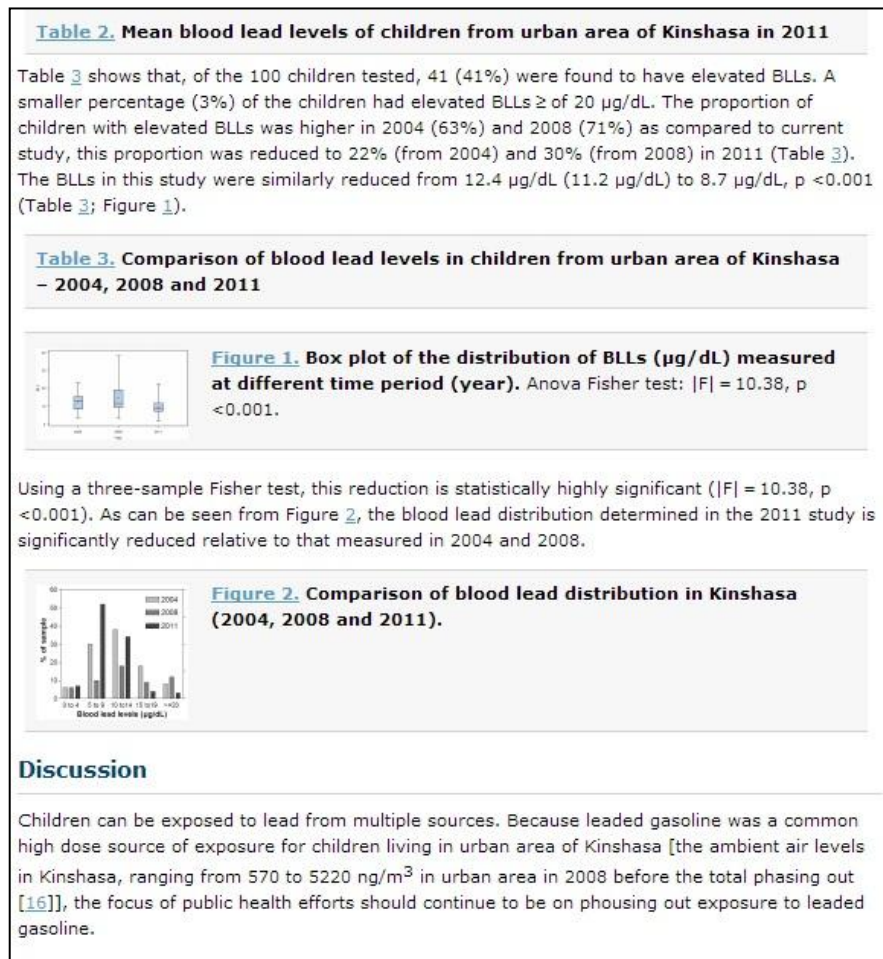 Table 2. Mean blood lead levels of children from urban area of Kinshasa in 2011
Table 3 shows that, of the 100 children tested, 41 (41%) were found to have elevated BLLs. A
smaller percentage (3%) of the children had elevated BLLs ≥ of 20 µg/dL. The proportion of
children with elevated BLLs was higher in 2004 (63%) and 2008 (71%) as compared to current
study, this proportion was reduced to 22% (from 2004) and 30% (from 2008) in 2011 (Table 3).
The BLLs in this study were similarly reduced from 12.4 µg/dL (11.2 µg/dL) to 8.7 µg/dL, p <0.001
(Table 3; Figure 1).
Table 3. Comparison of blood lead levels in children from urban area of Kinshasa
– 2004, 2008 and 2011
Figure 1. Box plot of the distribution of BLLs (µg/dL) measured
at different time period (year). Anova Fisher test: |F| = 10.38, p
<0.001.
Using a three-sample Fisher test, this reduction is statistically highly significant (|F| = 10.38, p
<0.001). As can be seen from Figure 2, the blood lead distribution determined in the 2011 study is
significantly reduced relative to that measured in 2004 and 2008.
60
50
40
30
20
10
0
% of sample
2004
2008
2011
0 to 4 5 to 9 10 to 14 15 to 19 >=20
Blood lead levels (µg/dL)
Figure 2. Comparison of blood lead distribution in Kinshasa
(2004, 2008 and 2011).
Discussion
Children can be exposed to lead from multiple sources. Because leaded gasoline was a common
high dose source of exposure for children living in urban area of Kinshasa [the ambient air levels
in Kinshasa, ranging from 570 to 5220 ng/m³ in urban area in 2008 before the total phasing out
[16]], the focus of public health efforts should continue to be on phousing out exposure to leaded
gasoline.